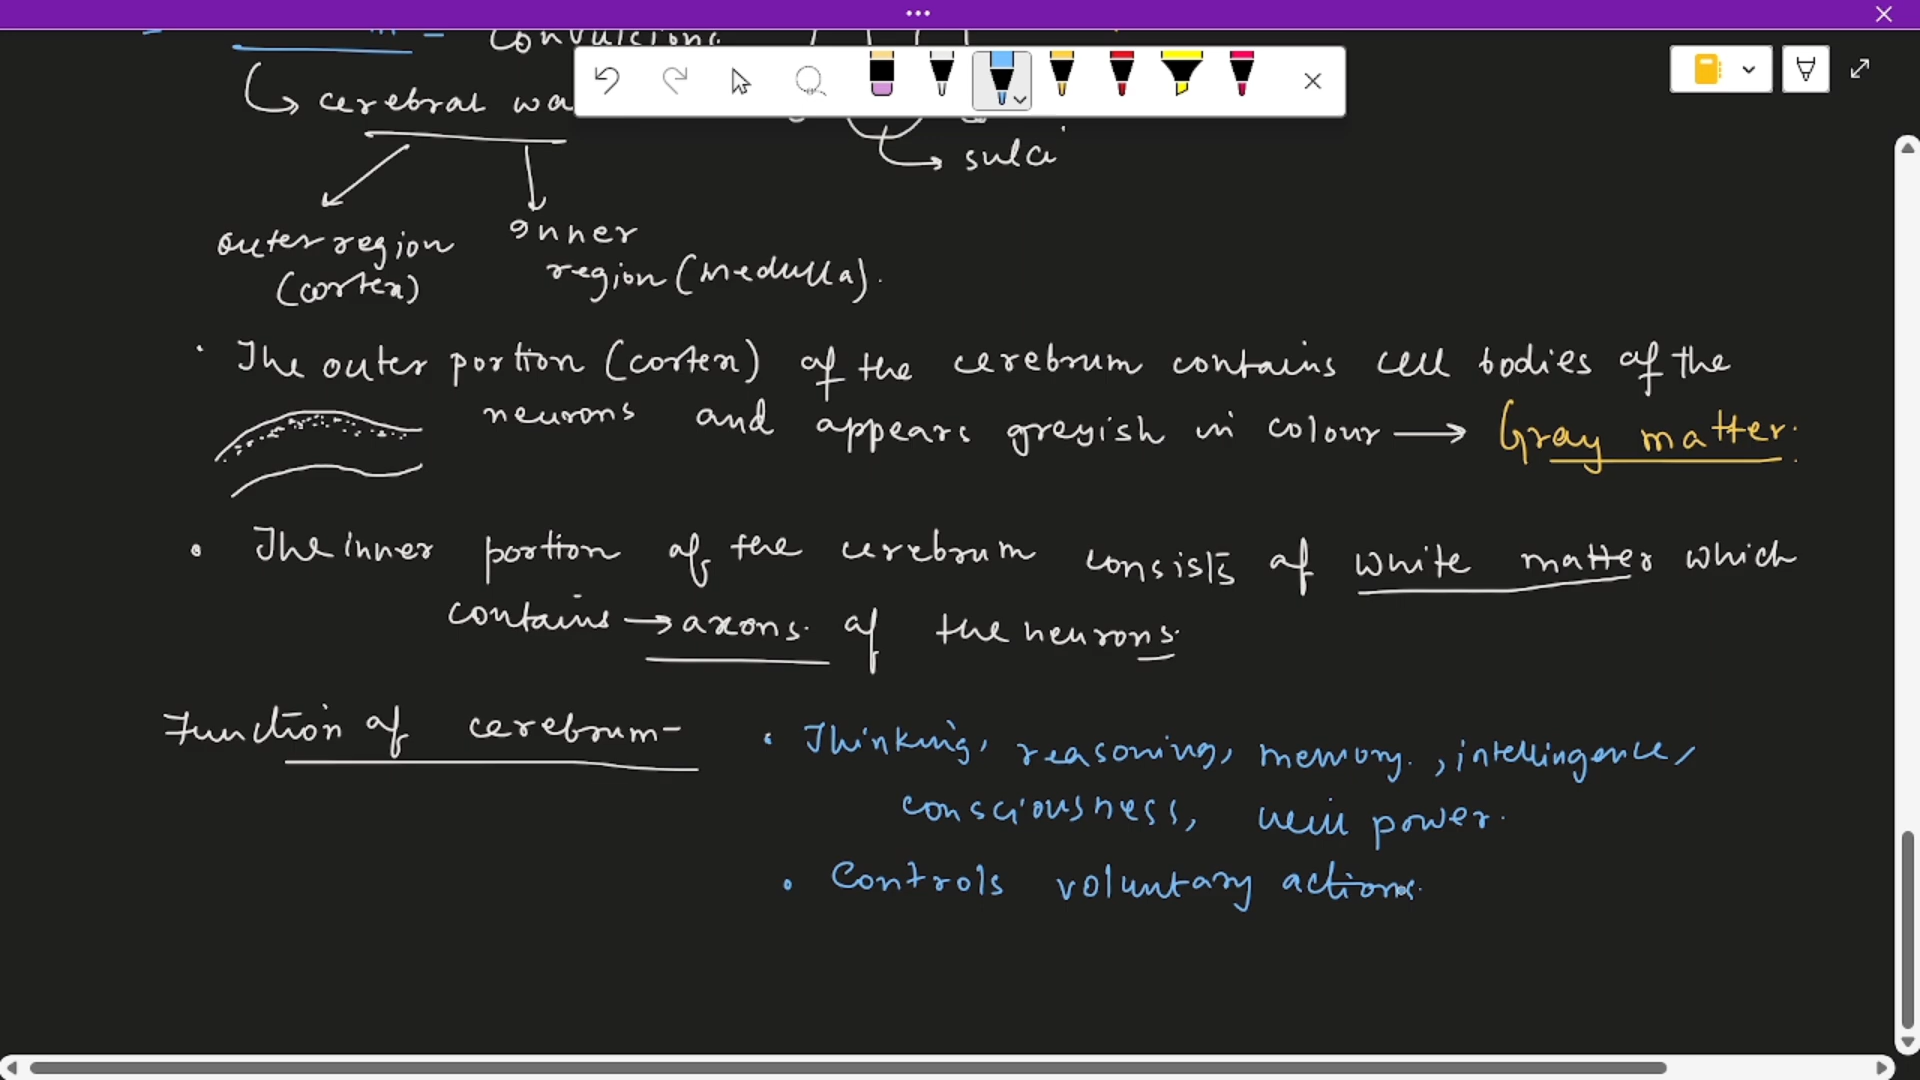 cerebral wa
sulci
outer region
(cortex)
Inner
region (Medulla).
The outer portion (cortex) of the cerebrum contains cell bodies of the
neurons and appears greyish in colour → Gray matter.
The inner portion of the cerebrum consists of white matter which
contains → axons of the neurons.
Function of cerebrum-
Thinking, reasoning, memory, intellingence,
consciousness, will power.
Controls voluntary actions.